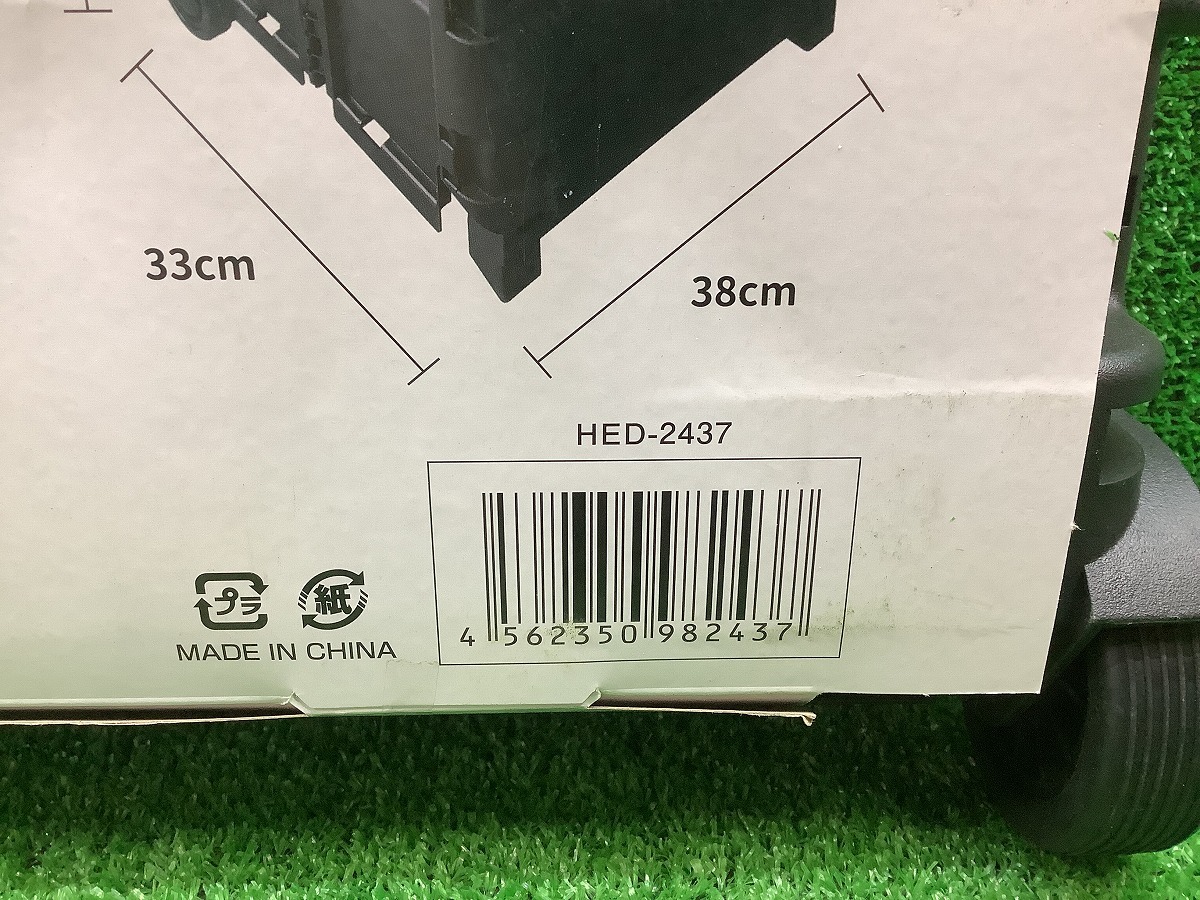 33cm
38cm
HED-2437
4 562350 982437
プラ 紙
MADE IN CHINA